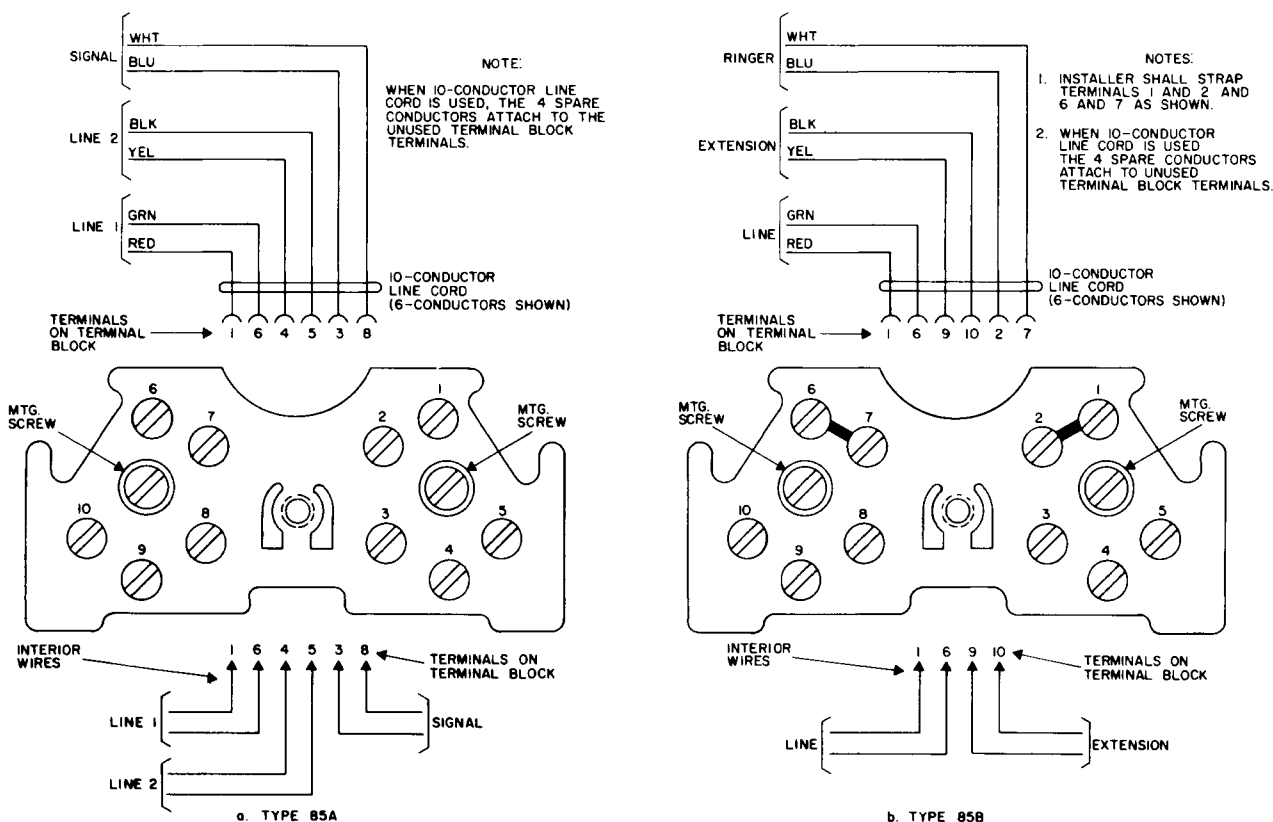 WHT
SIGNAL
BLU
NOTE:
WHEN 10-CONDUCTOR LINE
CORD IS USED, THE 4 SPARE
CONDUCTORS ATTACH TO THE
UNUSED TERMINAL BLOCK
TERMINALS.
BLK
LINE 2
YEL
GRN
LINE 1
RED
10-CONDUCTOR
LINE CORD
(6-CONDUCTORS SHOWN)
TERMINALS
ON TERMINAL
BLOCK
1 6 4 5 3 8
6
7
2
1
MTG.
SCREW
MTG.
SCREW
10
9
8
3
4
5
INTERIOR
WIRES
1 6 4 5 3 8
TERMINALS ON
TERMINAL BLOCK
LINE 1
SIGNAL
LINE 2
a. TYPE 85A
WHT
RINGER
BLU
NOTES:
1. INSTALLER SHALL STRAP
TERMINALS 1 AND 2 AND
6 AND 7 AS SHOWN.
2. WHEN 10-CONDUCTOR
LINE CORD IS USED
THE 4 SPARE CONDUCTORS
ATTACH TO UNUSED
TERMINAL BLOCK TERMINALS.
BLK
EXTENSION
YEL
GRN
LINE
RED
10-CONDUCTOR
LINE CORD
(6-CONDUCTORS SHOWN)
TERMINALS
ON TERMINAL
BLOCK
1 6 9 10 2 7
6
7
2
1
MTG.
SCREW
MTG.
SCREW
10
9
8
3
4
5
INTERIOR
WIRES
1 6 9 10
TERMINALS ON
TERMINAL BLOCK
LINE
EXTENSION
b. TYPE 85B